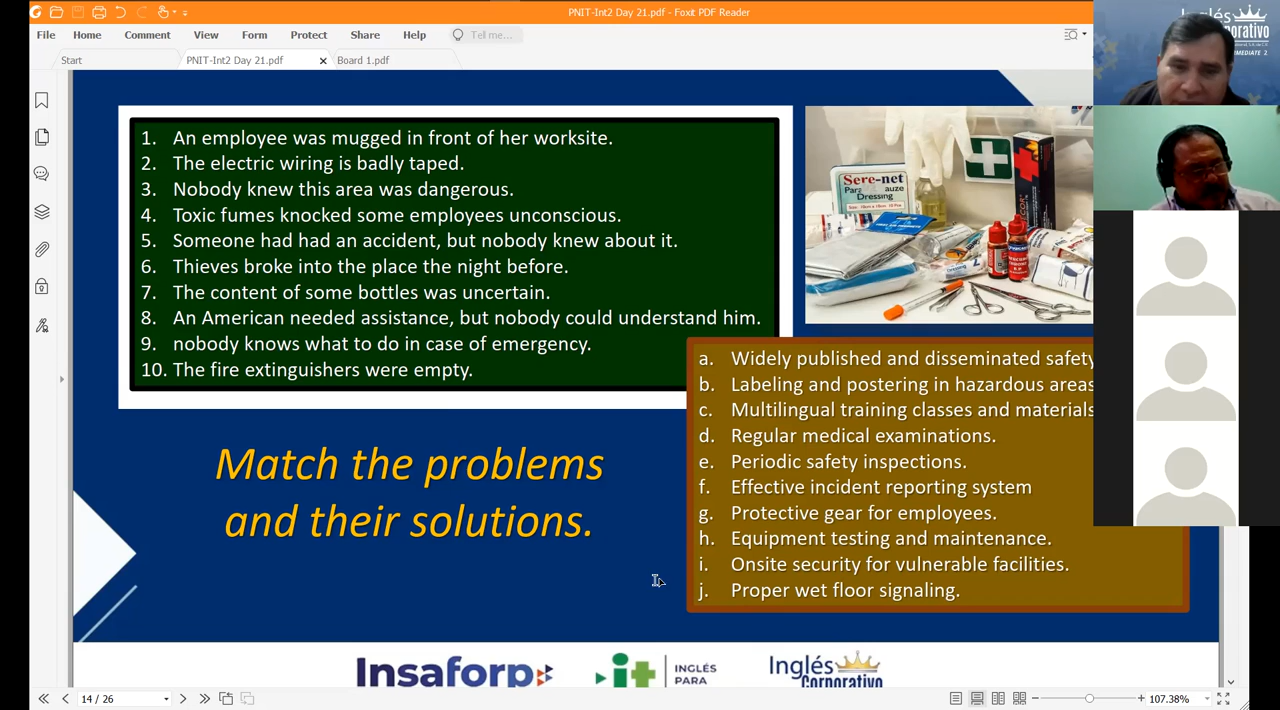 PNIT-Int2 Day 21.pdf - Foxit PDF Reader
File Home Comment View Form Protect Share Help Tell me...
Start PNIT-Int2 Day 21.pdf Board 1.pdf
Inglés
Corporativo
1. An employee was mugged in front of her worksite.
2. The electric wiring is badly taped.
3. Nobody knew this area was dangerous.
4. Toxic fumes knocked some employees unconscious.
5. Someone had had an accident, but nobody knew about it.
6. Thieves broke into the place the night before.
7. The content of some bottles was uncertain.
8. An American needed assistance, but nobody could understand him.
9. nobody knows what to do in case of emergency.
10. The fire extinguishers were empty.
Sere-net
Dressing
a. Widely published and disseminated safety
b. Labeling and postering in hazardous areas
c. Multilingual training classes and materials
d. Regular medical examinations.
e. Periodic safety inspections.
f. Effective incident reporting system
g. Protective gear for employees.
h. Equipment testing and maintenance.
i. Onsite security for vulnerable facilities.
j. Proper wet floor signaling.
Match the problems
and their solutions.
Insaforp
it
INGLÉS
PARA
Inglés
Corporativo
14 / 26
107.38%